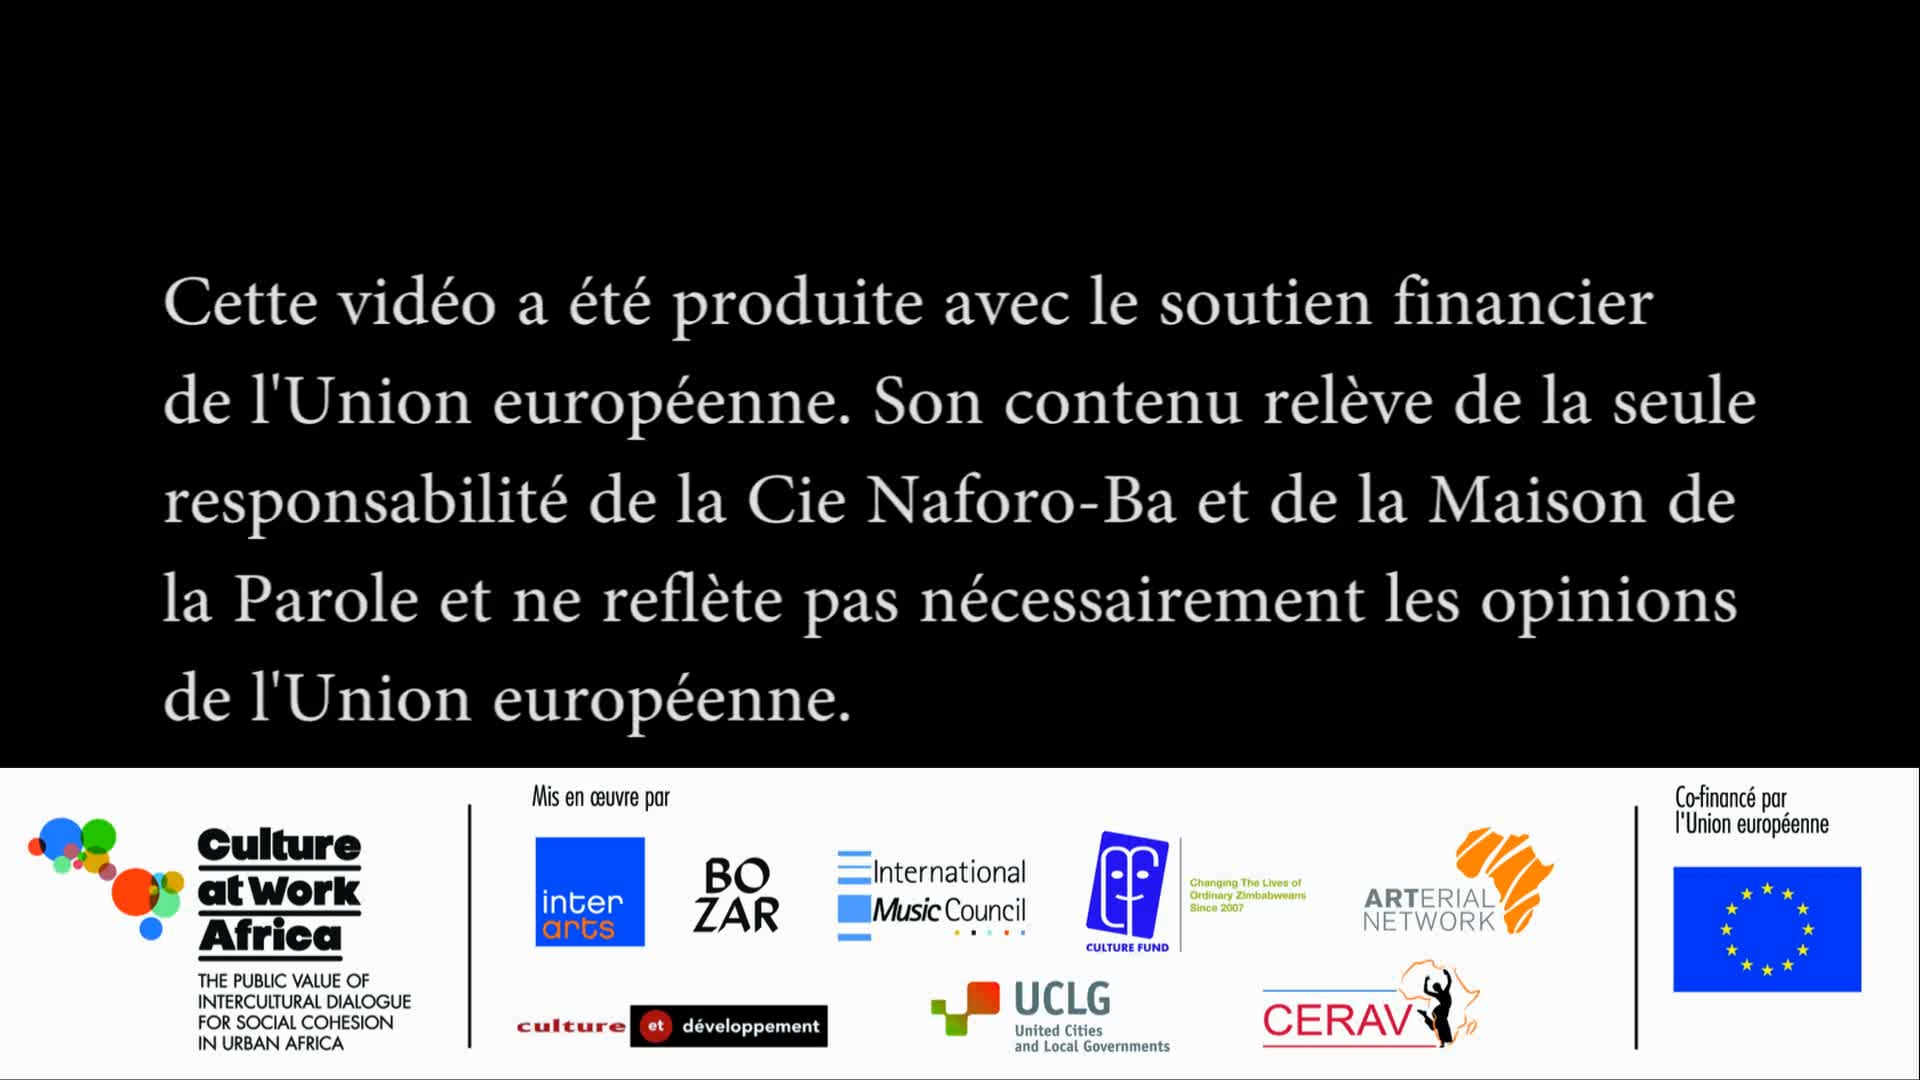 Cette vidéo a été produite avec le soutien financier
de l'Union européenne. Son contenu relève de la seule
responsabilité de la Cie Naforo-Ba et de la Maison de
la Parole et ne reflète pas nécessairement les opinions
de l'Union européenne.
Culture
at Work
Africa
THE PUBLIC VALUE OF
INTERCULTURAL DIALOGUE
FOR SOCIAL COHESION
IN URBAN AFRICA
Mis en œuvre par
inter
arts
BO
ZAR
International
Music Council
CULTURE FUND
Changing The Lives of
Ordinary Zimbabweans
Since 2007
ARTERIAL
NETWORK
culture et développement
UCLG
United Cities
and Local Governments
CERAV
Co-financé par
l'Union européenne